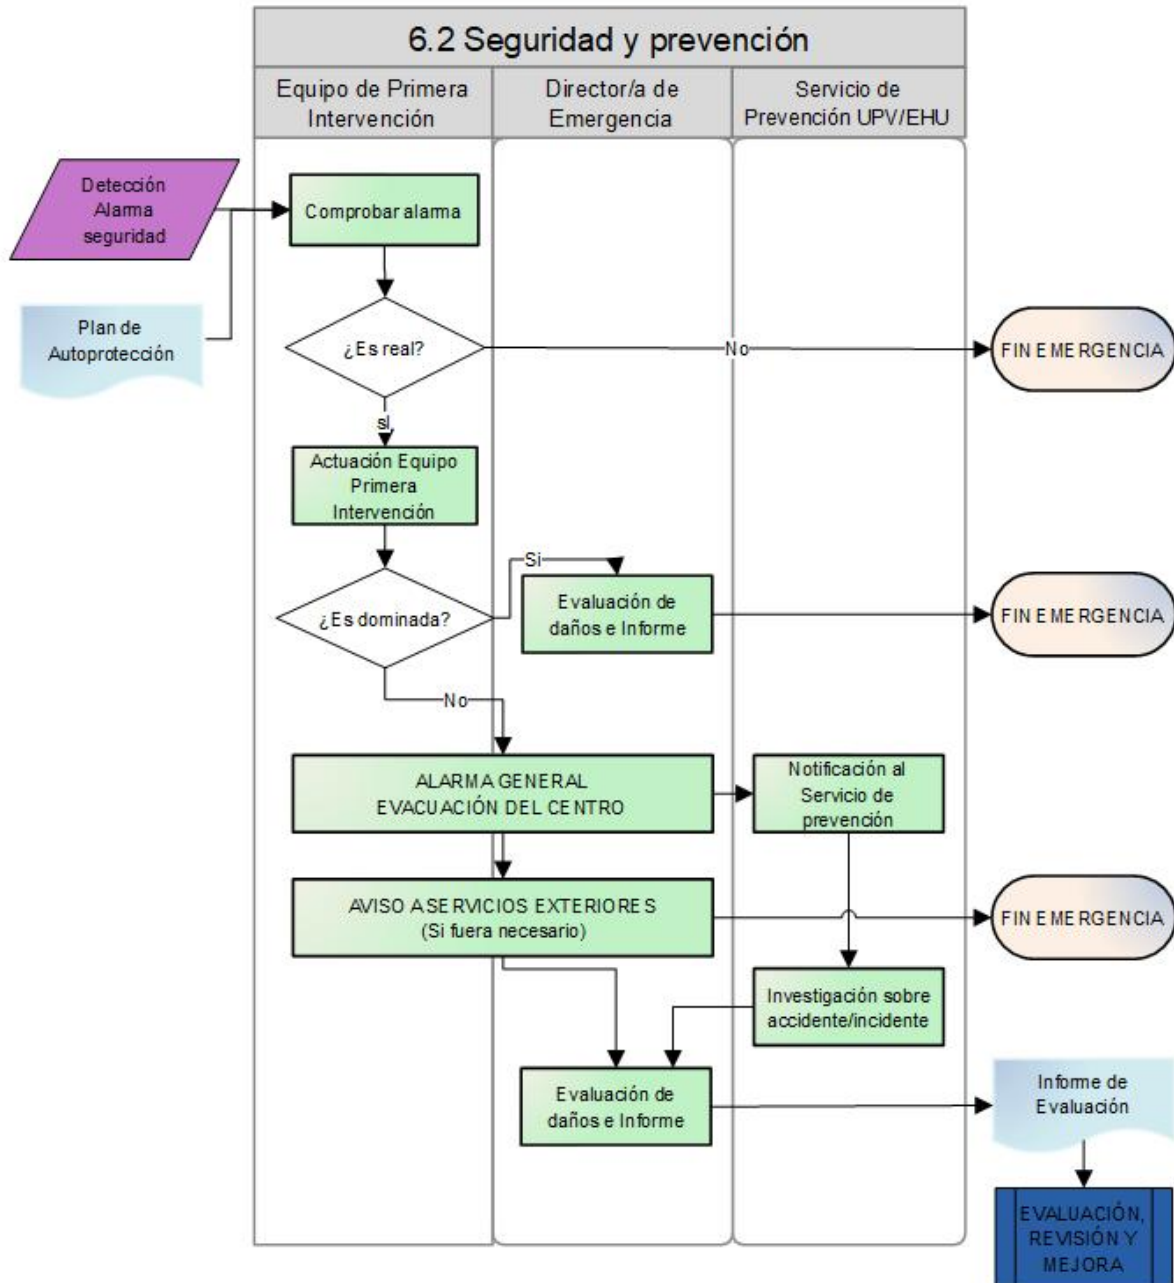 6.2 Seguridad y prevención
Equipo de Primera
Intervención
Director/a de
Emergencia
Servicio de
Prevención UPV/EHU
Detección
Alarma
seguridad
Comprobar alarma
Plan de
Autoprotección
¿Es real?
No
FIN EMERGENCIA
sI
Actuación Equipo
Primera
Intervención
Si
¿Es dominada?
Evaluación de
daños e Informe
FIN EMERGENCIA
No
ALARMA GENERAL
EVACUACIÓN DEL CENTRO
Notificación al
Servicio de
prevención
AVISO A SERVICIOS EXTERIORES
(Si fuera necesario)
FIN EMERGENCIA
Investigación sobre
accidente/incidente
Evaluación de
daños e Informe
Informe de
Evaluación
EVALUACIÓN,
REVISIÓN Y
MEJORA